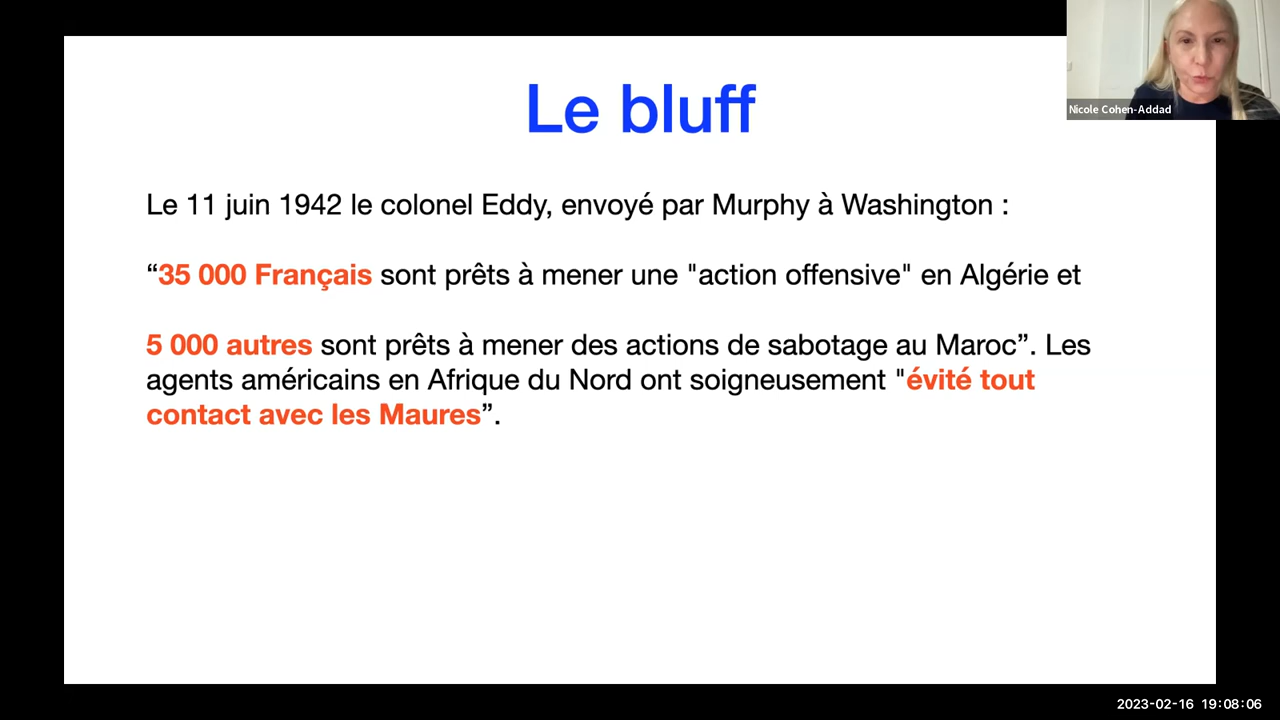 Le bluff
Nicole Cohen-Addad
Le 11 juin 1942 le colonel Eddy, envoyé par Murphy à Washington :
“35 000 Français sont prêts à mener une "action offensive" en Algérie et
5 000 autres sont prêts à mener des actions de sabotage au Maroc”. Les
agents américains en Afrique du Nord ont soigneusement "évité tout
contact avec les Maures”.
2023-02-16 19:08:06